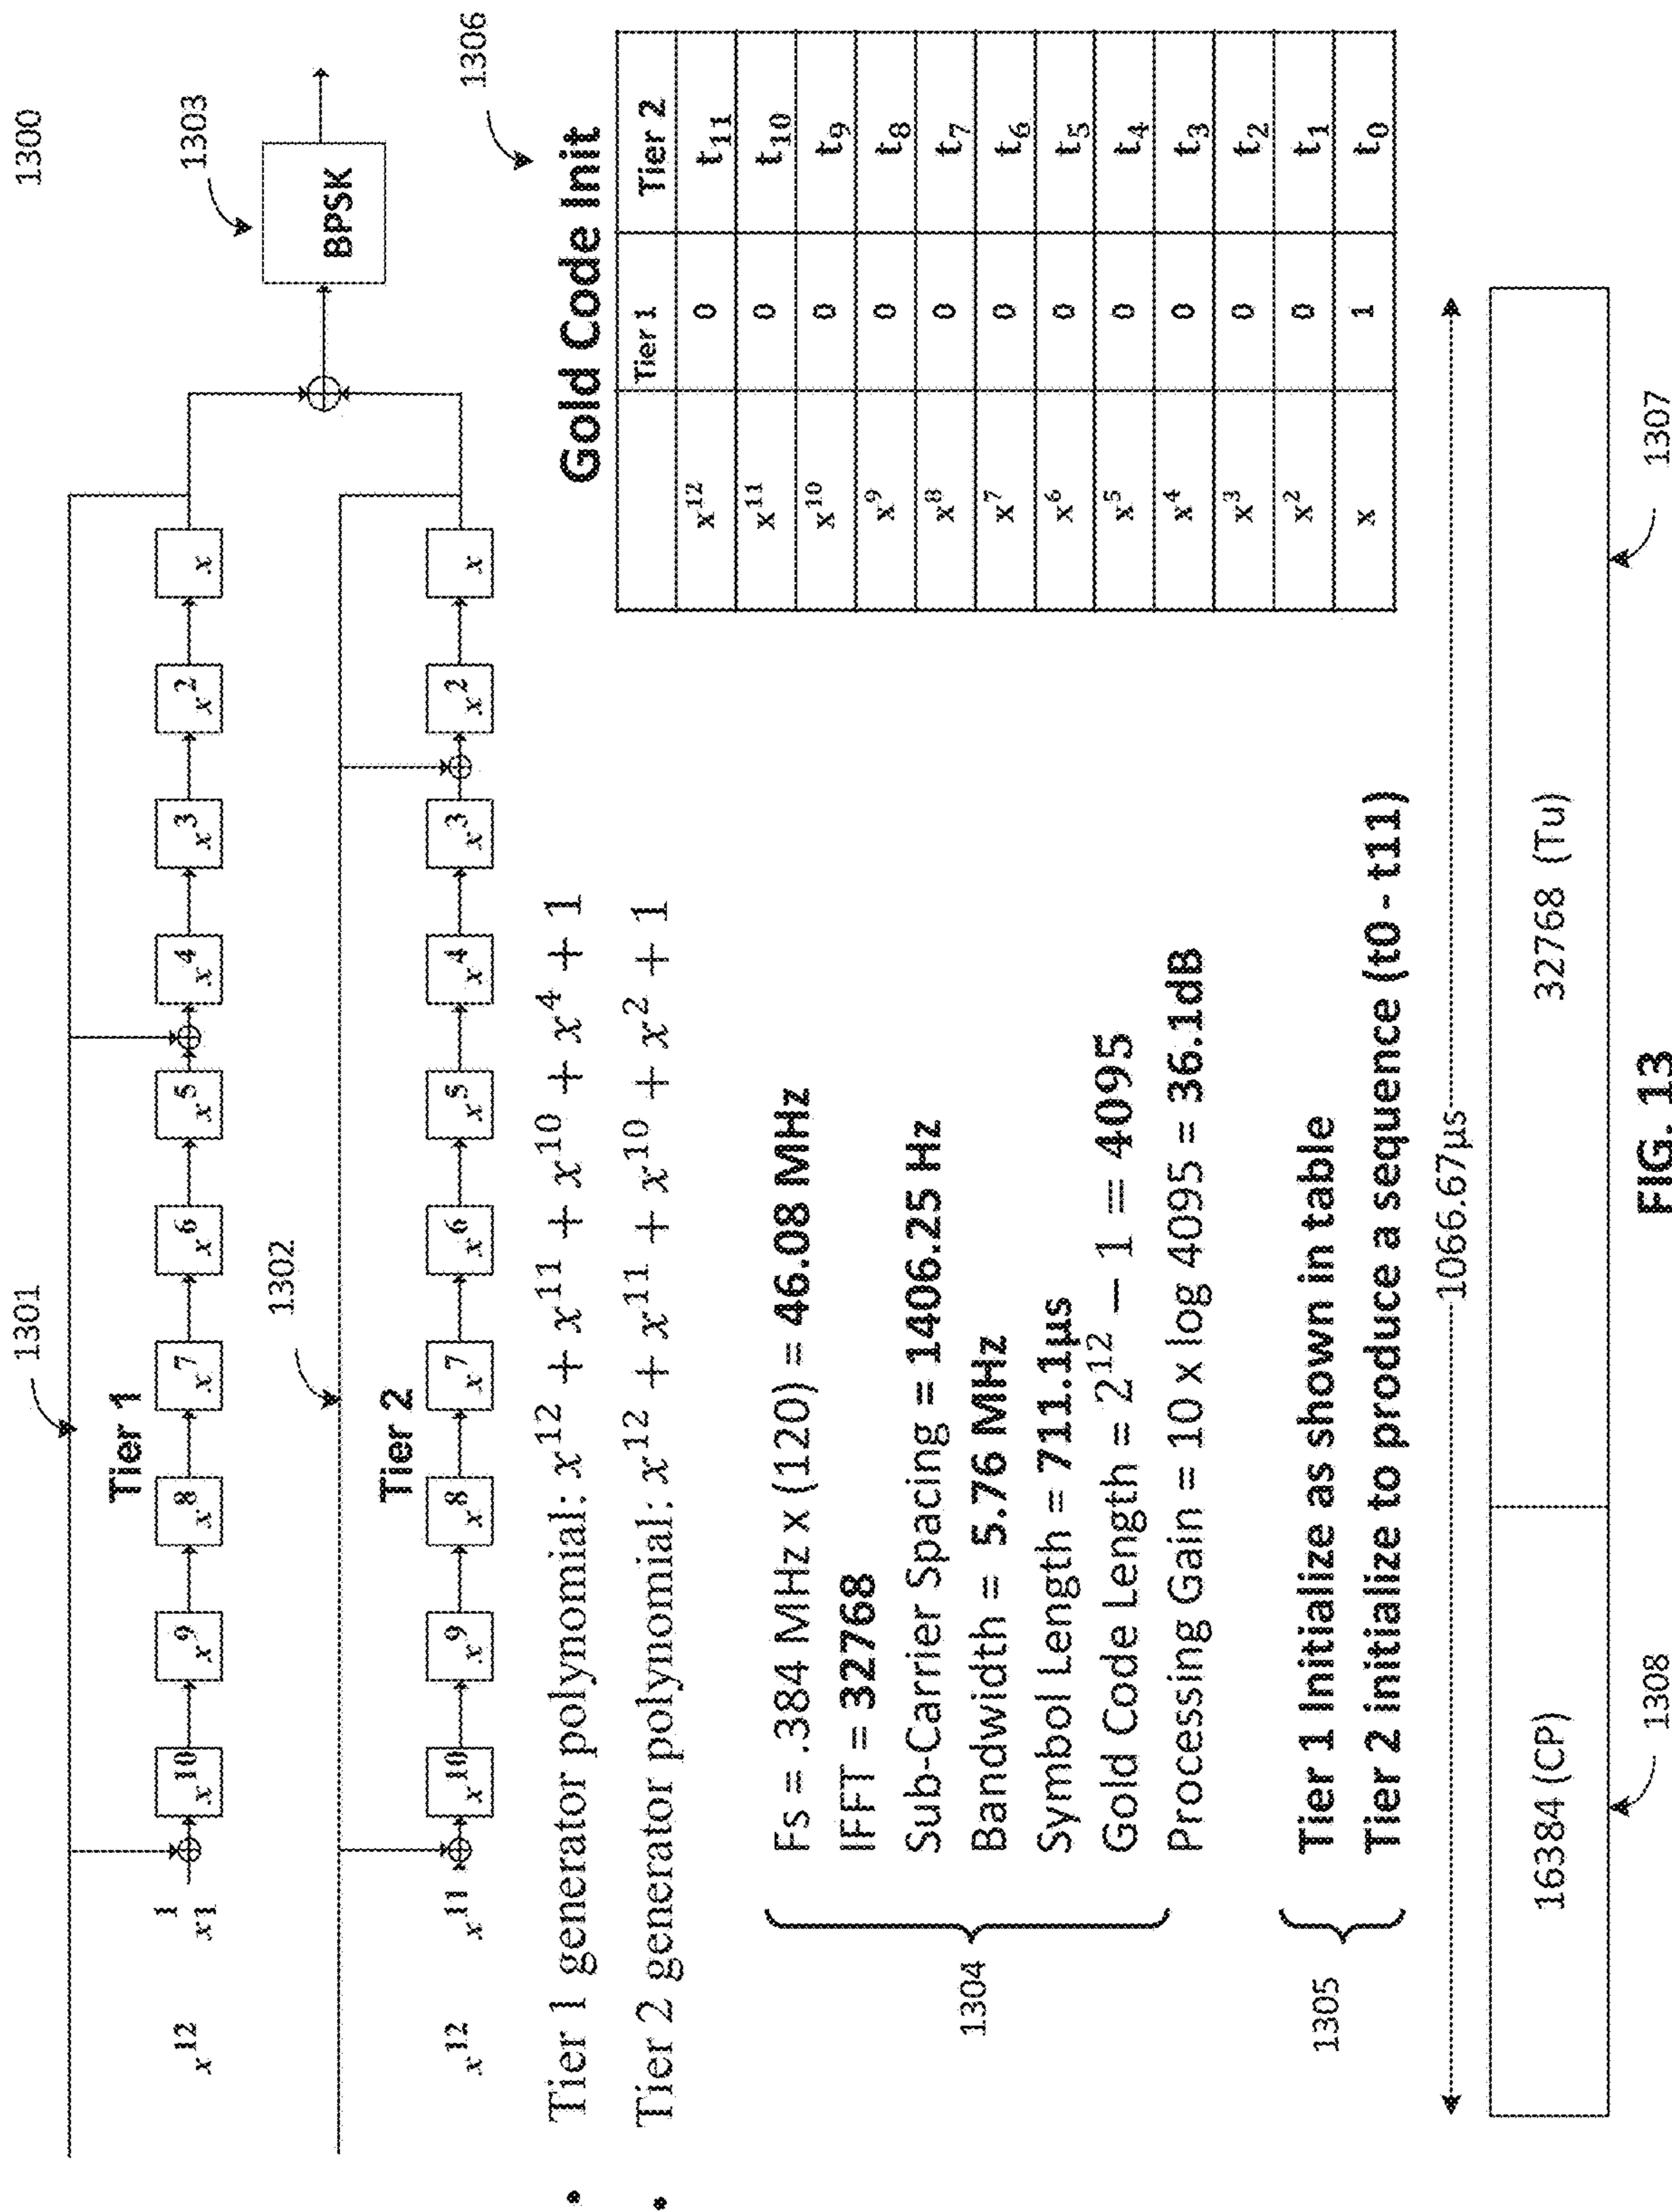 1300
1301
Tier 1
x¹² x1¹ x¹⁰ x⁹ x⁸ x⁷ x⁶ x⁵ x⁴ x³ x² x
1303
BPSK
1302
Tier 2
x¹² x¹¹ x¹⁰ x⁹ x⁸ x⁷ x⁶ x⁵ x⁴ x³ x² x
• Tier 1 generator polynomial: x¹² + x¹¹ + x¹⁰ + x⁴ + 1
• Tier 2 generator polynomial: x¹² + x¹¹ + x¹⁰ + x² + 1
1304
Fs = .384 MHz x (120) = 46.08 MHz
IFFT = 32768
Sub-Carrier Spacing = 1406.25 Hz
Bandwidth = 5.76 MHz
Symbol Length = 711.1µs
Gold Code Length = 2¹² − 1 = 4095
Processing Gain = 10 x log 4095 = 36.1dB
1305
Tier 1 Initialize as shown in table
Tier 2 initialize to produce a sequence (t0 - t11)
1306
Gold Code Init
Tier 1 Tier 2
x¹² 0 t₁₁
x¹¹ 0 t₁₀
x¹⁰ 0 t₉
x⁹ 0 t₈
x⁸ 0 t₇
x⁷ 0 t₆
x⁶ 0 t₅
x⁵ 0 t₄
x⁴ 0 t₃
x³ 0 t₂
x² 0 t₁
x 1 t₀
1066.67µs
16384 (CP) 32768 (Tu)
1308 1307
FIG. 13